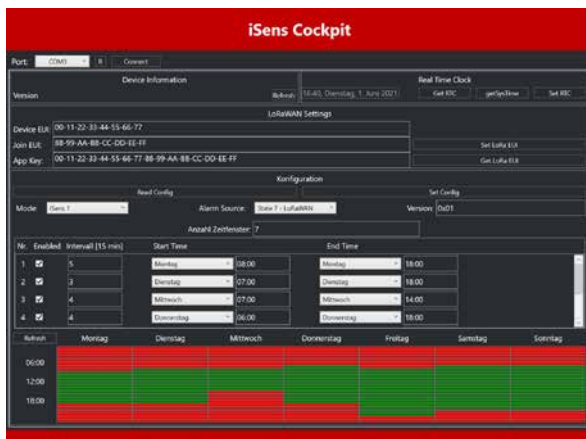 iSens Cockpit
Port: COM3 R Connect
Device Information Real Time Clock
Version Refresh 14:40, Dienstag, 1. Juni 2021 Get RTC getSysTime Set RTC
LoRaWAN Settings
Device EUI: 00-11-22-33-44-55-66-77
Join EUI: 88-99-AA-BB-CC-DD-EE-FF Set LoRa EUI
App Key: 00-11-22-33-44-55-66-77-88-99-AA-BB-CC-DD-EE-FF Get LoRa EUI
Konfiguration
Read Config Set Config
Mode: iSens 1 Alarm Source: State 7 - LoRaWAN Version: 0x01
Anzahl Zeitfenster: 7
Nr. Enabled Intervall (15 min) Start Time End Time
1 5 Montag 08:00 Montag 18:00
2 3 Dienstag 07:00 Dienstag 18:00
3 4 Mittwoch 07:00 Mittwoch 14:00
4 4 Donnerstag 06:00 Donnerstag 18:00
Refresh Montag Dienstag Mittwoch Donnerstag Freitag Samstag Sonntag
06:00
12:00
18:00